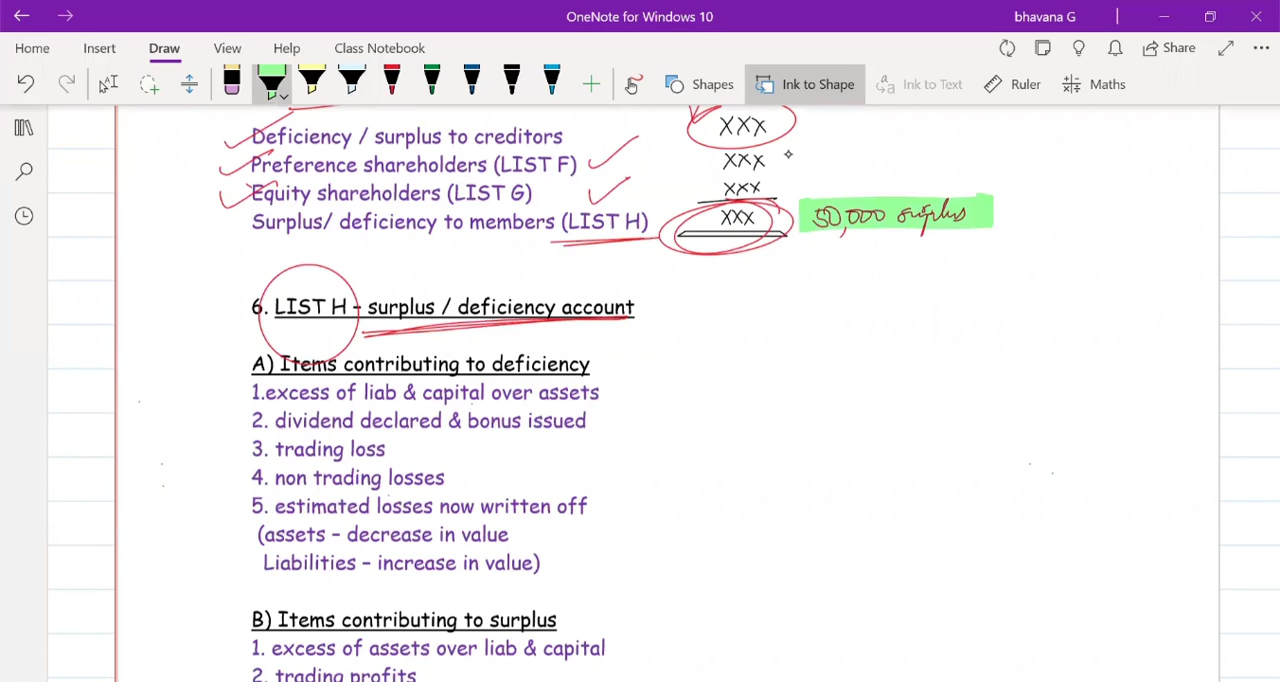 OneNote for Windows 10
bhavana G
Home Insert Draw View Help Class Notebook Share
Shapes Ink to Shape Ink to Text Ruler Maths
Deficiency / surplus to creditors XXX
Preference shareholders (LIST F) XXX
Equity shareholders (LIST G) XXX
Surplus/ deficiency to members (LIST H) XXX 50,000 surplus
6. LIST H - surplus / deficiency account
A) Items contributing to deficiency
1.excess of liab & capital over assets
2. dividend declared & bonus issued
3. trading loss
4. non trading losses
5. estimated losses now written off
(assets – decrease in value
Liabilities – increase in value)
B) Items contributing to surplus
1. excess of assets over liab & capital
2. trading profits